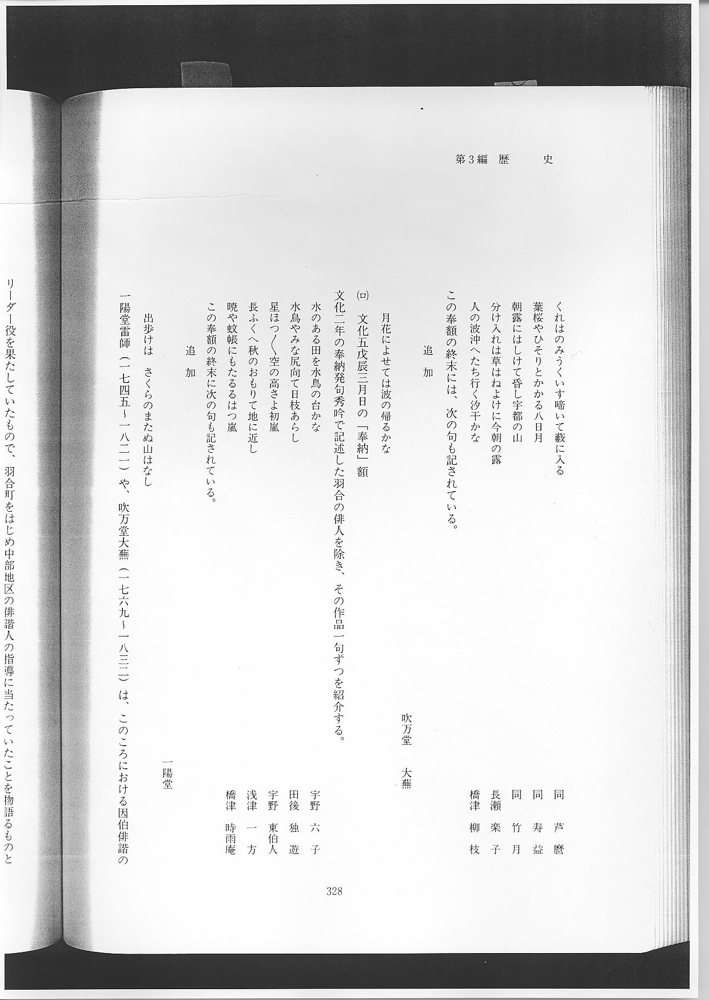 第3編 歴 史
くれはのみうくいす啼いて藪に入る 同 芦 麿
葉桜やひそりとかかる八日月 同 寿 益
朝露にはしけて昏し宇都の山 同 竹 月
分け入れは草はねよけに今朝の露 長瀬 楽 子
人の波沖へたち行く汐干かな 橋津 柳 枝
この奉額の終末には、次の句も記されている。
追 加
吹万堂 大蕪
月花によせては波の帰るかな
㈺ 文化五戊辰三月日の「奉納」額
文化二年の奉納発句秀吟で記述した羽合の俳人を除き、その作品一句ずつを紹介する。
水のある田を水鳥の台かな 宇野 六 子
水鳥やみな尻向て日枝あらし 田後 独 遊
星ほつ〳〵空の高さよ初嵐 宇野 東伯人
長ふくへ秋のおもりて地に近し 浅津 一 方
暁や蚊帳にもたるるはつ嵐 橋津 時雨庵
この奉額の終末に次の句も記されている。
追 加
一陽堂
出歩けは さくらのまたぬ山はなし
一陽堂雷師(一七四五～一八二一)や、吹万堂大蕪(一七六九～一八三二)は、このころにおける因伯俳諧の
リーダー役を果たしていたもので、羽合町をはじめ中部地区の俳諧人の指導に当たっていたことを物語るものと
328